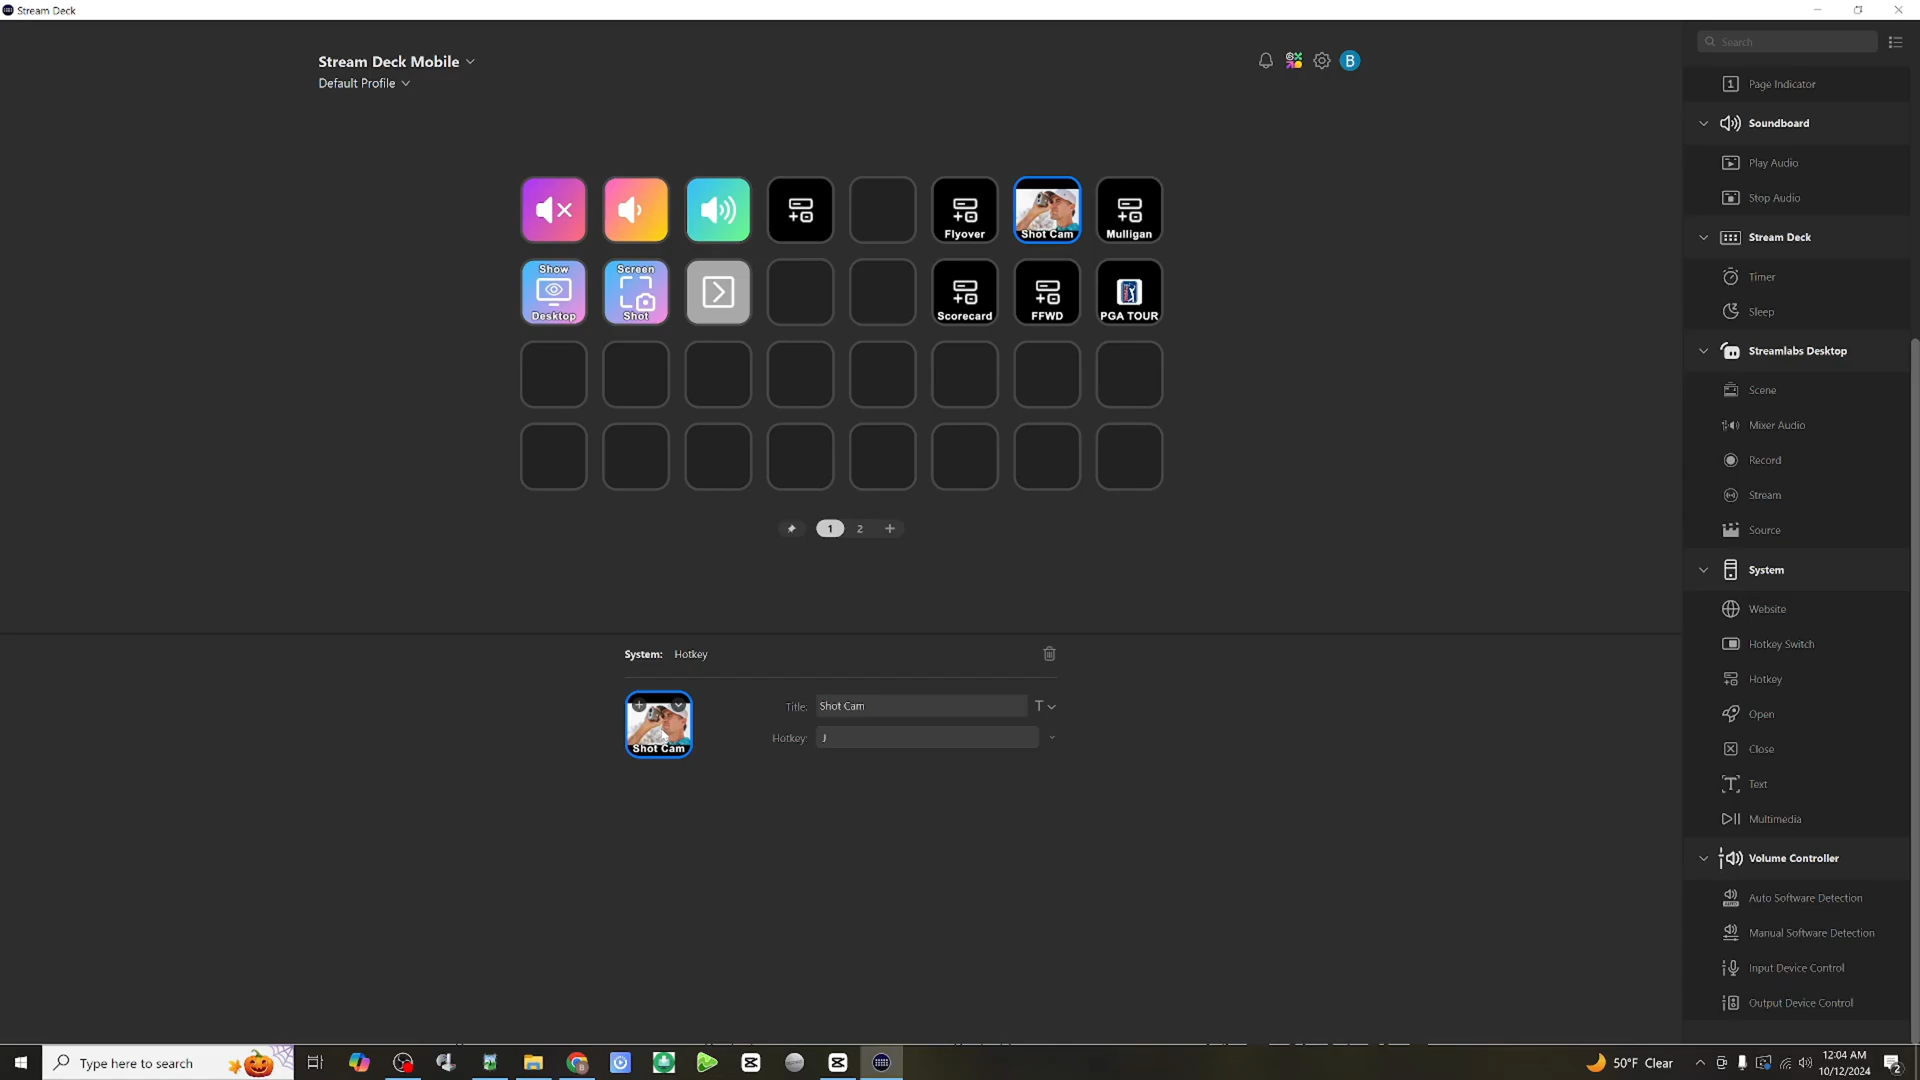 Stream Deck
Stream Deck Mobile
Default Profile
B
Search
Page Indicator
Soundboard
Play Audio
Stop Audio
Stream Deck
Timer
Sleep
Streamlabs Desktop
Scene
Mixer Audio
Record
Stream
Source
System
Website
Hotkey Switch
Hotkey
Open
Close
Text
Multimedia
Volume Controller
Auto Software Detection
Manual Software Detection
Input Device Control
Output Device Control
Flyover
Shot Cam
Mulligan
Show
Desktop
Screen
Shot
Scorecard
FFWD
PGA TOUR
1 2 +
System: Hotkey
Shot Cam
Title: Shot Cam
T
Hotkey: J
Type here to search
50°F Clear
12:04 AM
10/12/2024
2